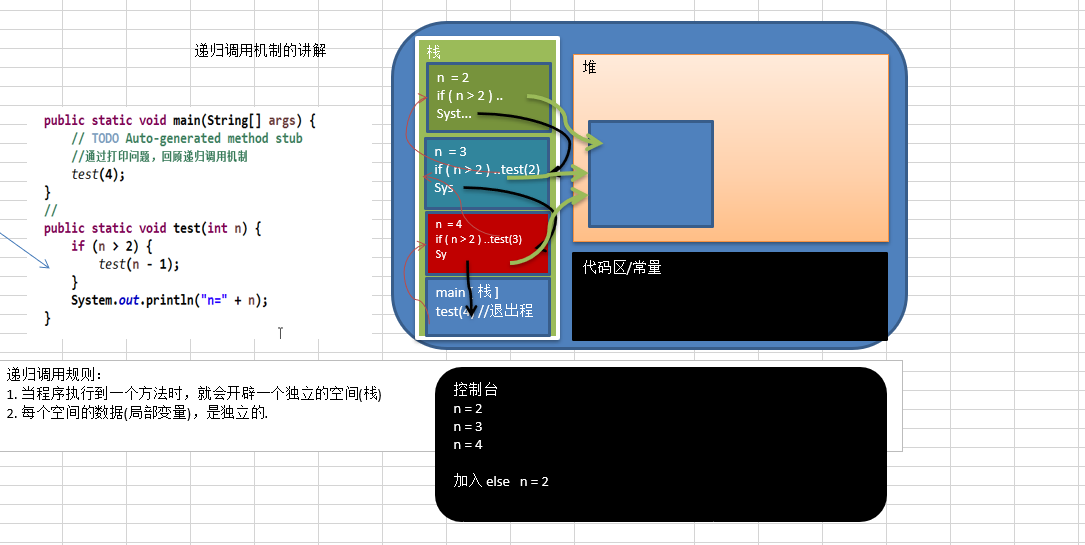 递归调用机制的讲解
public static void main(String[] args) {
// TODO Auto-generated method stub
//通过打印问题，回顾递归调用机制
test(4);
}
//
public static void test(int n) {
if (n > 2) {
test(n - 1);
}
System.out.println("n=" + n);
}
栈
n = 2
if ( n > 2 ) ..
Syst...
n = 3
if ( n > 2 ) ..test(2)
Sys
n = 4
if ( n > 2 ) ..test(3)
Sy
main [ 栈 ]
test(4) //退出程
堆
代码区/常量
递归调用规则：
1. 当程序执行到一个方法时，就会开辟一个独立的空间(栈)
2. 每个空间的数据(局部变量)，是独立的.
控制台
n = 2
n = 3
n = 4
加入 else n = 2